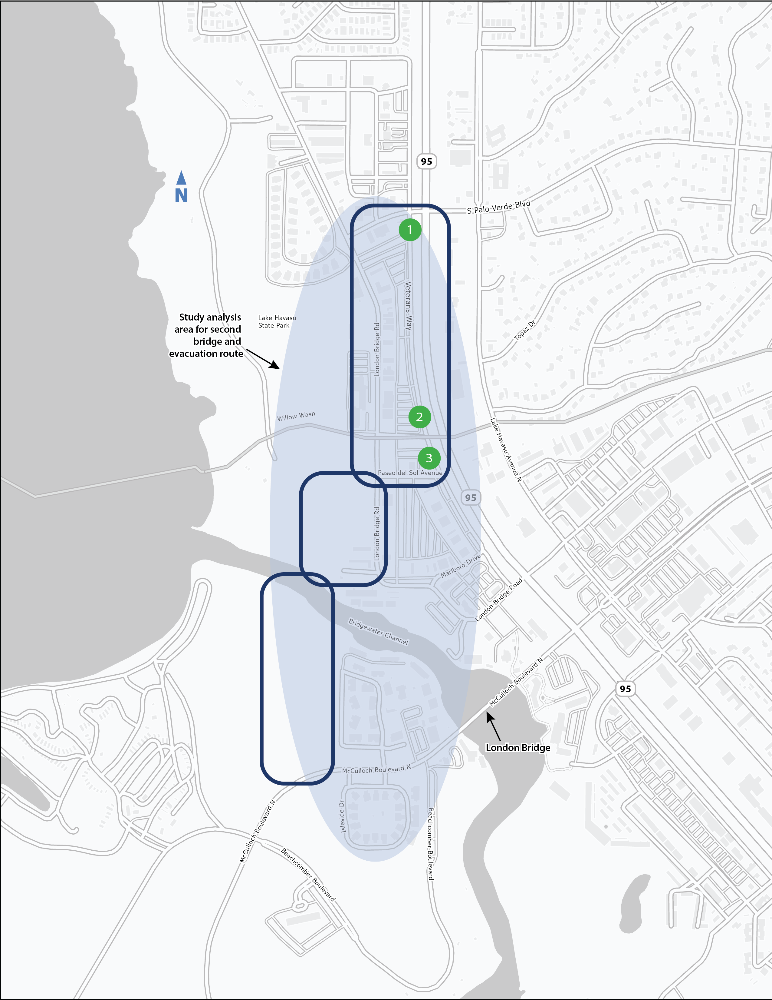 95
N
S Palo Verde Blvd
1
Veterans Way
Study analysis
area for second
bridge and
evacuation route
Lake Havasu
State Park
London Bridge Rd
Topaz Dr
2
Willow Wash
Lake Havasu Avenue N
3
Paseo del Sol Avenue
95
London Bridge Rd
Marlboro Drive
London Bridge Road
Bridgewater Channel
McCulloch Boulevard N
95
London Bridge
McCulloch Boulevard N
Isleside Dr
McCulloch Boulevard N
Beachcomber Boulevard
Beachcomber Boulevard